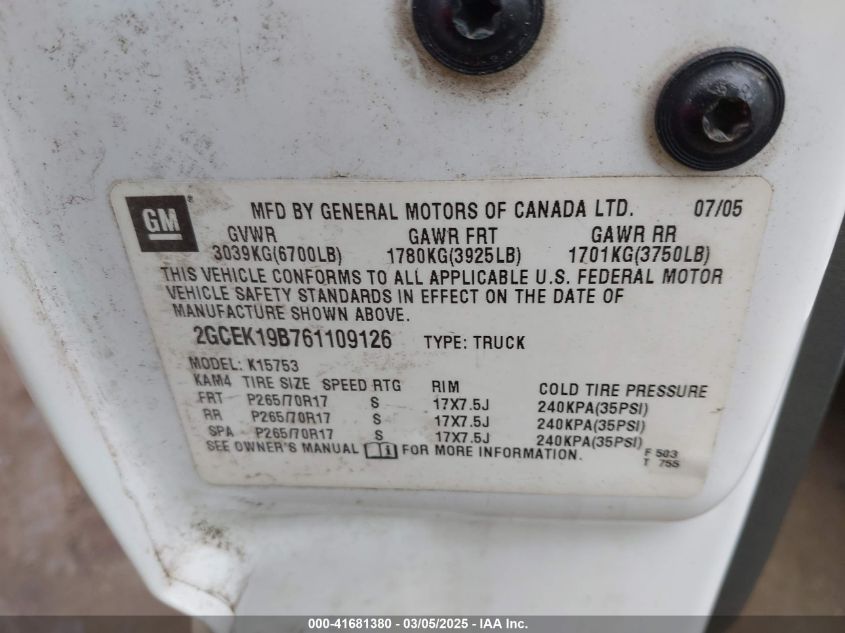 GM ® MFD BY GENERAL MOTORS OF CANADA LTD. 07/05
GVWR GAWR FRT GAWR RR
3039KG(6700LB) 1780KG(3925LB) 1701KG(3750LB)
THIS VEHICLE CONFORMS TO ALL APPLICABLE U.S. FEDERAL MOTOR
VEHICLE SAFETY STANDARDS IN EFFECT ON THE DATE OF
MANUFACTURE SHOWN ABOVE.
2GCEK19B761109126 TYPE: TRUCK
MODEL: K15753
KAM4 TIRE SIZE SPEED RTG RIM COLD TIRE PRESSURE
FRT P265/70R17 S 17X7.5J 240KPA(35PSI)
RR P265/70R17 S 17X7.5J 240KPA(35PSI)
SPA P265/70R17 S 17X7.5J 240KPA(35PSI)
SEE OWNER'S MANUAL FOR MORE INFORMATION. F 503
T 755
000-41681380 - 03/05/2025 - IAA Inc.